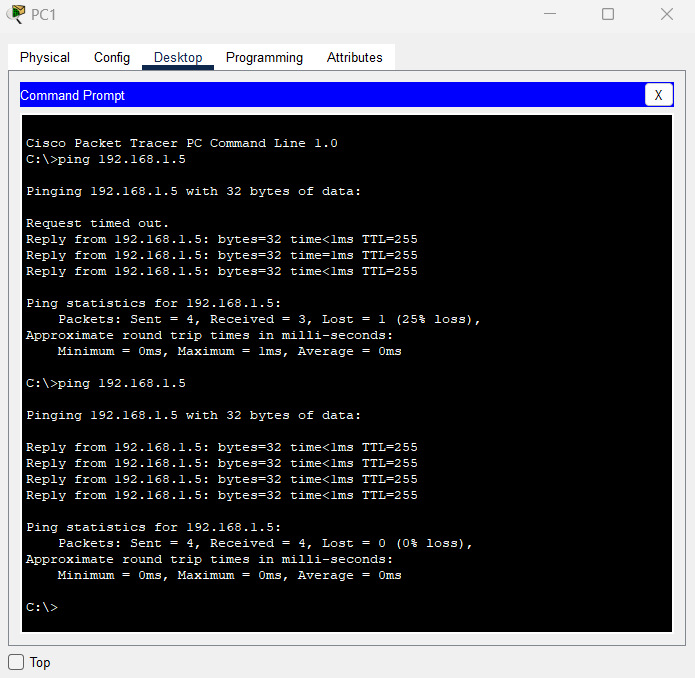 PC1
Physical Config Desktop Programming Attributes
Command Prompt X
Cisco Packet Tracer PC Command Line 1.0
C:\>ping 192.168.1.5
Pinging 192.168.1.5 with 32 bytes of data:
Request timed out.
Reply from 192.168.1.5: bytes=32 time<1ms TTL=255
Reply from 192.168.1.5: bytes=32 time=1ms TTL=255
Reply from 192.168.1.5: bytes=32 time<1ms TTL=255
Ping statistics for 192.168.1.5:
    Packets: Sent = 4, Received = 3, Lost = 1 (25% loss),
Approximate round trip times in milli-seconds:
    Minimum = 0ms, Maximum = 1ms, Average = 0ms
C:\>ping 192.168.1.5
Pinging 192.168.1.5 with 32 bytes of data:
Reply from 192.168.1.5: bytes=32 time<1ms TTL=255
Reply from 192.168.1.5: bytes=32 time<1ms TTL=255
Reply from 192.168.1.5: bytes=32 time<1ms TTL=255
Reply from 192.168.1.5: bytes=32 time<1ms TTL=255
Ping statistics for 192.168.1.5:
    Packets: Sent = 4, Received = 4, Lost = 0 (0% loss),
Approximate round trip times in milli-seconds:
    Minimum = 0ms, Maximum = 0ms, Average = 0ms
C:\>
Top